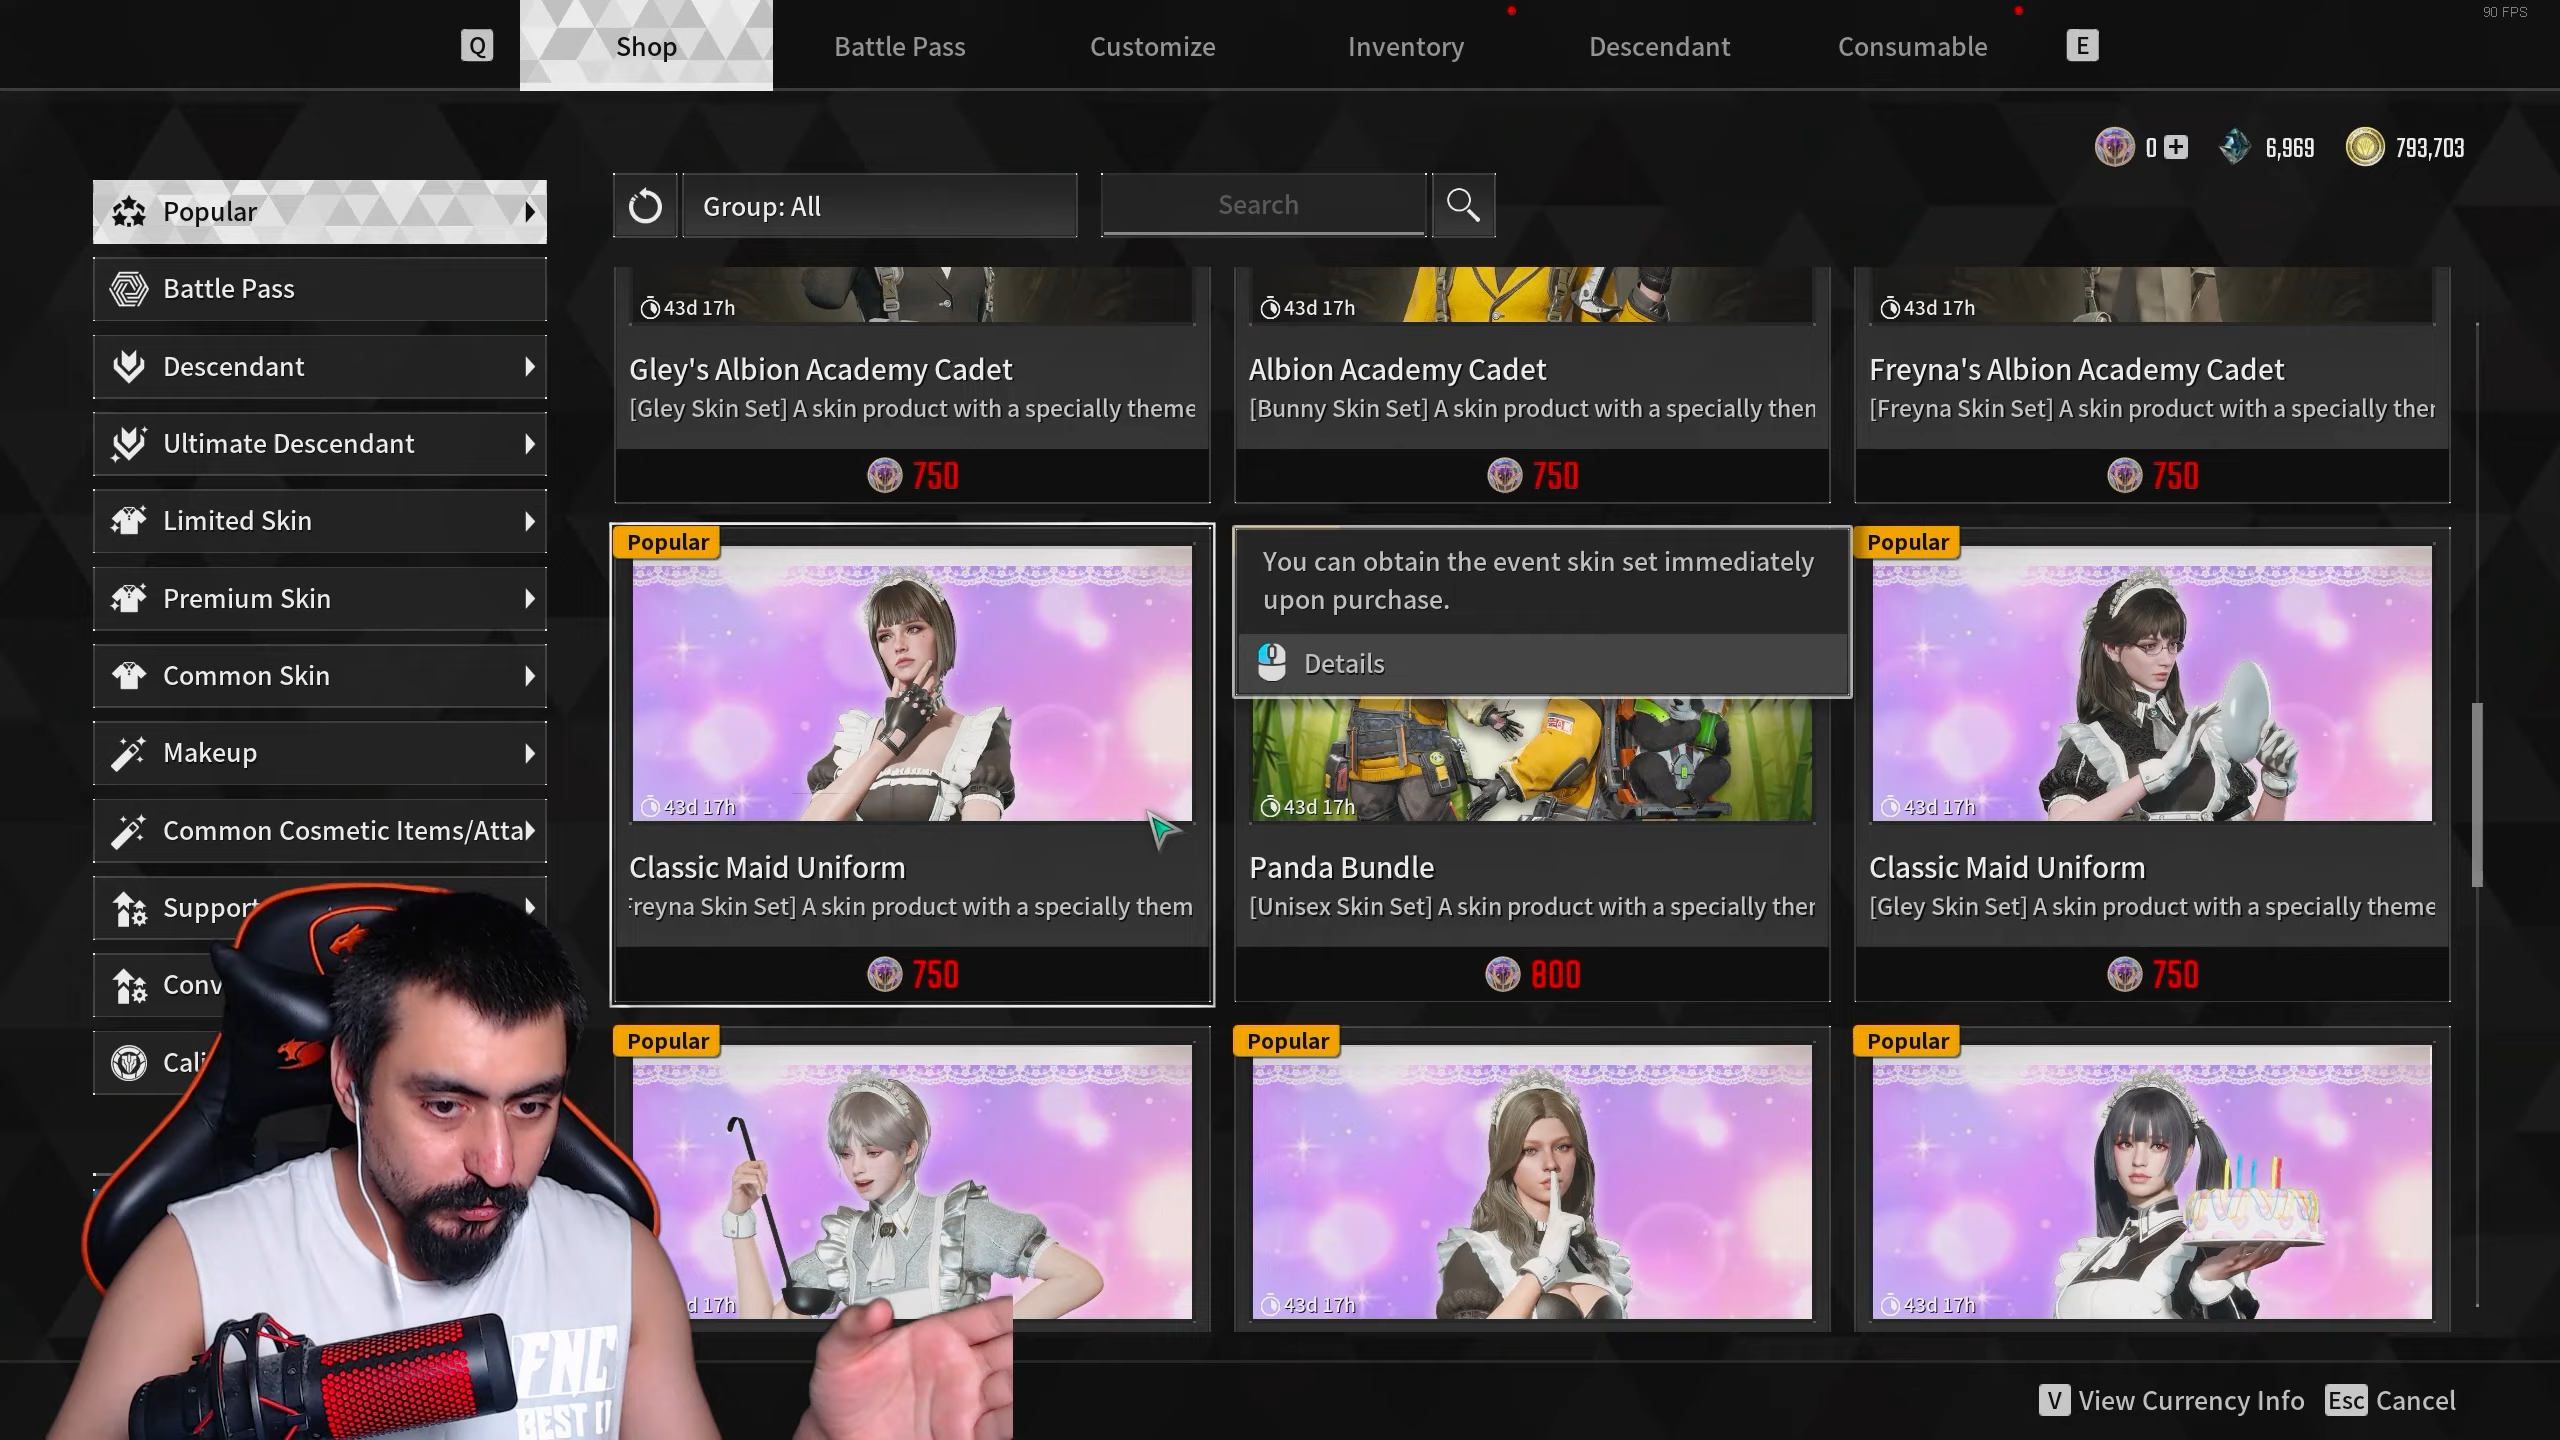 90 FPS
Q
Shop
Battle Pass
Customize
Inventory
Descendant
Consumable
E
0
6,969
793,703
Popular
Battle Pass
Descendant
Ultimate Descendant
Limited Skin
Premium Skin
Common Skin
Makeup
Common Cosmetic Items/Atta
Support
Conv
Cali
Group: All
Search
43d 17h
43d 17h
43d 17h
Gley's Albion Academy Cadet
[Gley Skin Set] A skin product with a specially theme
750
Albion Academy Cadet
[Bunny Skin Set] A skin product with a specially then
750
Freyna's Albion Academy Cadet
[Freyna Skin Set] A skin product with a specially ther
750
Popular
43d 17h
Classic Maid Uniform
Freyna Skin Set] A skin product with a specially them
750
You can obtain the event skin set immediately
upon purchase.
Details
43d 17h
Panda Bundle
[Unisex Skin Set] A skin product with a specially ther
800
Popular
43d 17h
Classic Maid Uniform
[Gley Skin Set] A skin product with a specially theme
750
Popular
d 17h
Popular
43d 17h
Popular
43d 17h
FNC
BEST
V View Currency Info
Esc Cancel